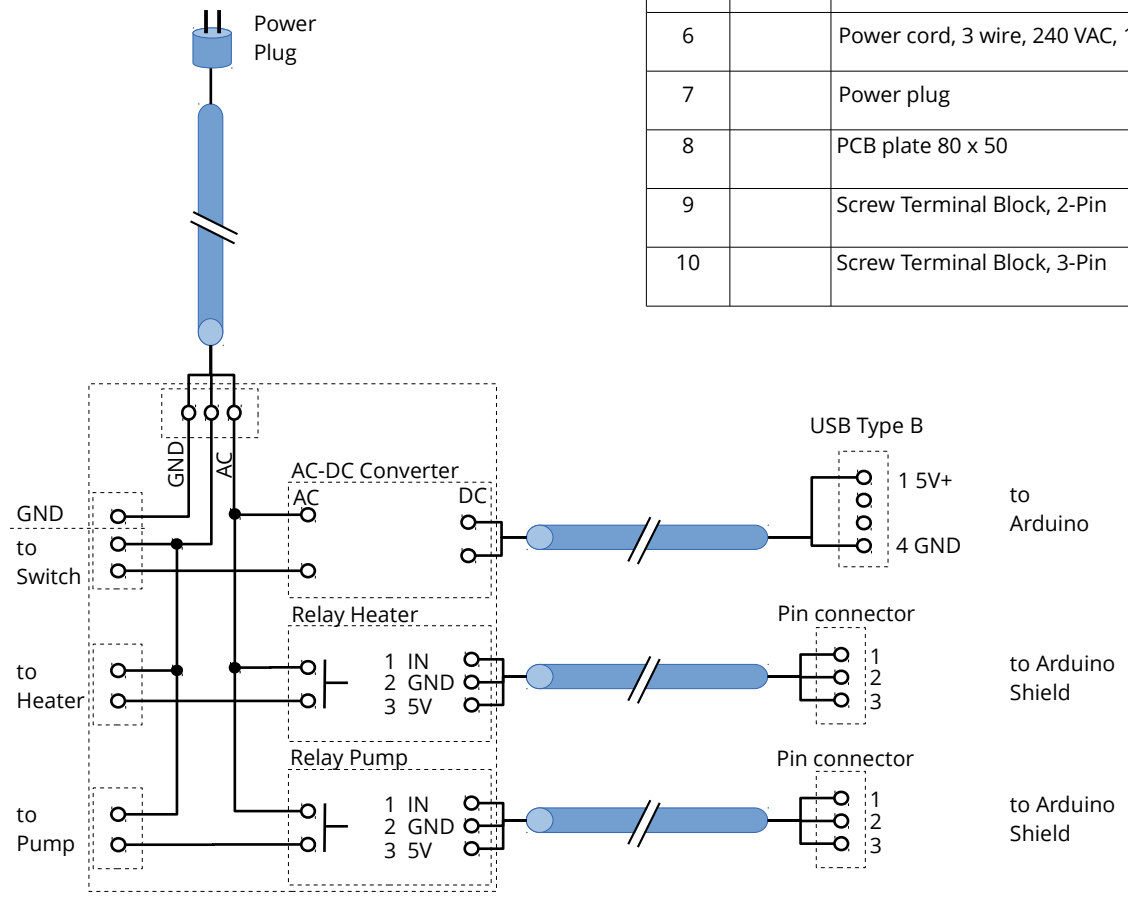 Power
Plug
6 Power cord, 3 wire, 240 VAC,
7 Power plug
8 PCB plate 80 x 50
9 Screw Terminal Block, 2-Pin
10 Screw Terminal Block, 3-Pin
GND
AC
AC-DC Converter
AC
DC
GND
to
Switch
USB Type B
1 5V+
4 GND
to
Arduino
Relay Heater
1 IN
2 GND
3 5V
to
Heater
Pin connector
1
2
3
to Arduino
Shield
Relay Pump
1 IN
2 GND
3 5V
to
Pump
Pin connector
1
2
3
to Arduino
Shield